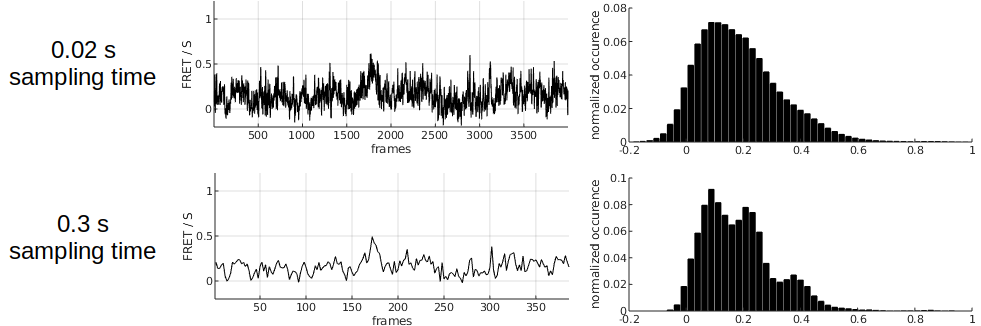 0.02 s
sampling time
FRET / S
1
0.5
0
500 1000 1500 2000 2500 3000 3500
frames
normalized occurence
0.08
0.06
0.04
0.02
0
-0.2 0 0.2 0.4 0.6 0.8 1
0.3 s
sampling time
FRET / S
1
0.5
0
50 100 150 200 250 300 350
frames
normalized occurence
0.1
0.08
0.06
0.04
0.02
0
-0.2 0 0.2 0.4 0.6 0.8 1